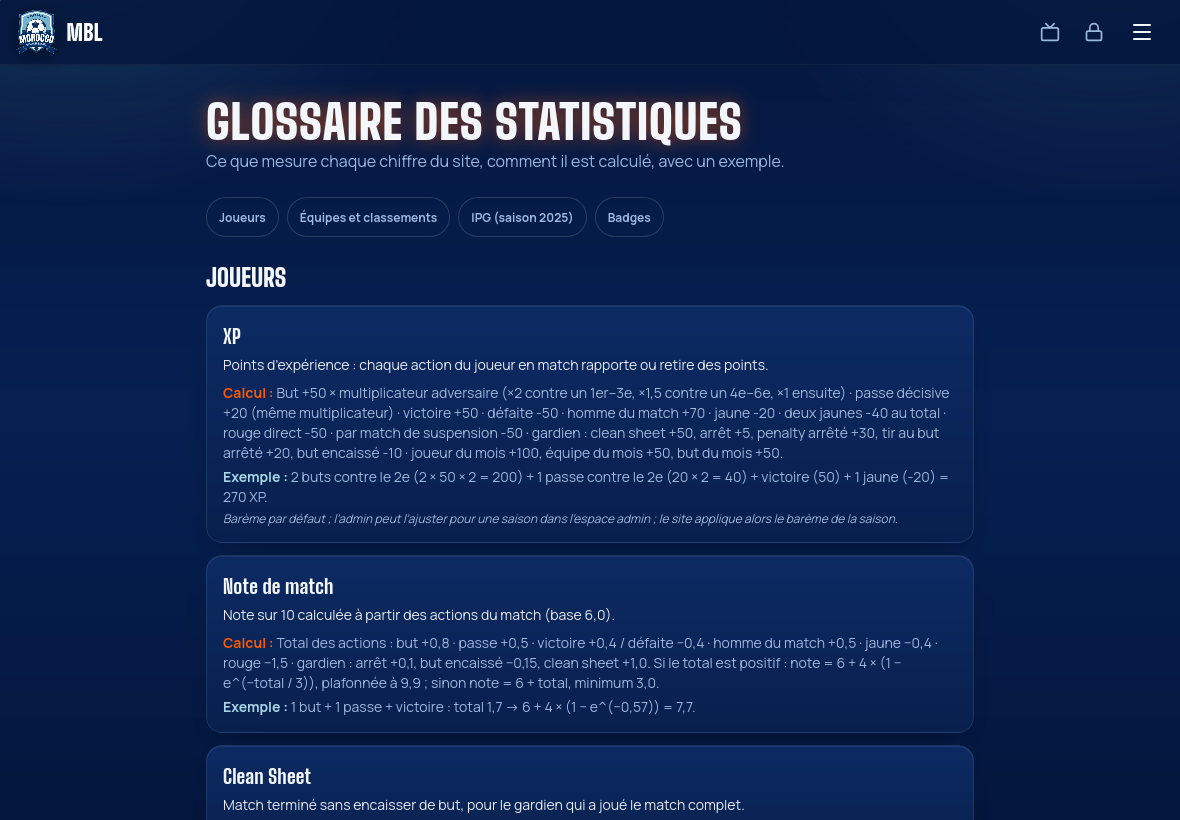 MOROCCO
MBL
GLOSSAIRE DES STATISTIQUES
Ce que mesure chaque chiffre du site, comment il est calculé, avec un exemple.
Joueurs
Équipes et classements
IPG (saison 2025)
Badges
JOUEURS
XP
Points d'expérience : chaque action du joueur en match rapporte ou retire des points.
Calcul : But +50 × multiplicateur adversaire (×2 contre un 1er–3e, ×1,5 contre un 4e–6e, ×1 ensuite) · passe décisive
+20 (même multiplicateur) · victoire +50 · défaite -50 · homme du match +70 · jaune -20 · deux jaunes -40 au total ·
rouge direct -50 · par match de suspension -50 · gardien : clean sheet +50, arrêt +5, penalty arrêté +30, tir au but
arrêté +20, but encaissé -10 · joueur du mois +100, équipe du mois +50, but du mois +50.
Exemple : 2 buts contre le 2e (2 × 50 × 2 = 200) + 1 passe contre le 2e (20 × 2 = 40) + victoire (50) + 1 jaune (-20) =
270 XP.
Barème par défaut ; l'admin peut l'ajuster pour une saison dans l'espace admin ; le site applique alors le barème de la saison.
Note de match
Note sur 10 calculée à partir des actions du match (base 6,0).
Calcul : Total des actions : but +0,8 · passe +0,5 · victoire +0,4 / défaite −0,4 · homme du match +0,5 · jaune −0,4 ·
rouge −1,5 · gardien : arrêt +0,1, but encaissé −0,15, clean sheet +1,0. Si le total est positif : note = 6 + 4 × (1 −
e^(−total / 3)), plafonnée à 9,9 ; sinon note = 6 + total, minimum 3,0.
Exemple : 1 but + 1 passe + victoire : total 1,7 → 6 + 4 × (1 − e^(−0,57)) = 7,7.
Clean Sheet
Match terminé sans encaisser de but, pour le gardien qui a joué le match complet.